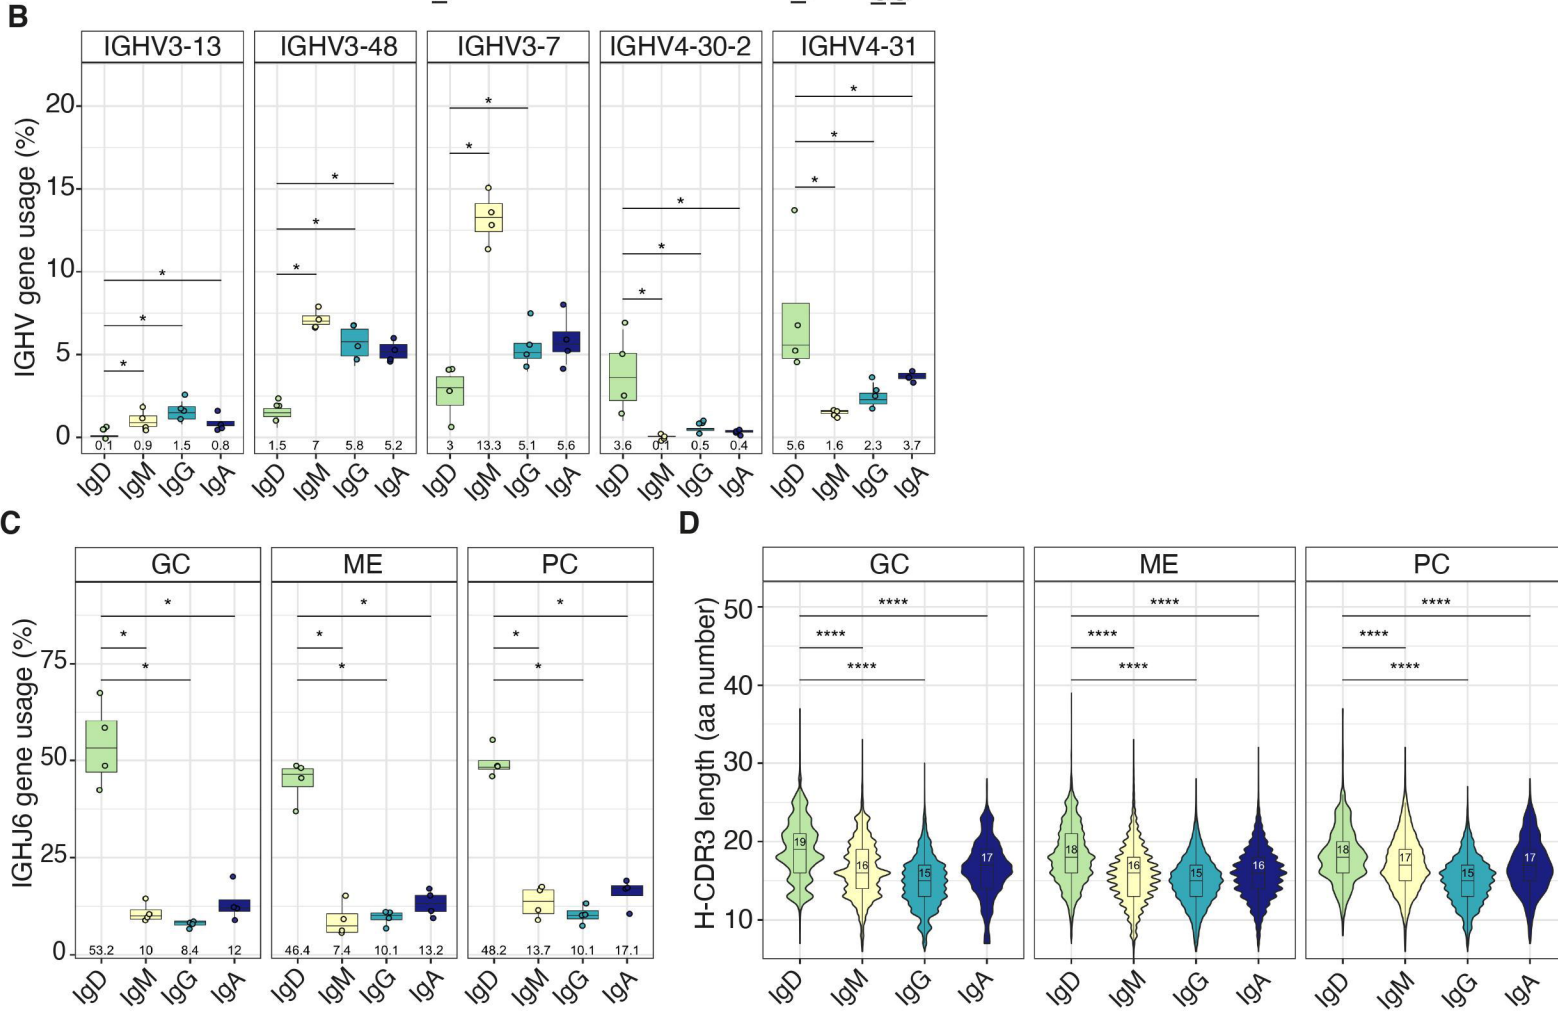 B
IGHV3-13 IGHV3-48 IGHV3-7 IGHV4-30-2 IGHV4-31
IGHV gene usage (%)
20
15
10
5
0
* * * * * * * * * * * * * *
0.1 0.9 1.5 0.8 1.5 7 5.8 5.2 3 13.3 5.1 5.6 3.6 0.1 0.5 0.4 5.6 1.6 2.3 3.7
IgD IgM IgG IgA IgD IgM IgG IgA IgD IgM IgG IgA IgD IgM IgG IgA IgD IgM IgG IgA
C
GC ME PC
IGHJ6 gene usage (%)
75
50
25
0
* * *
* * *
* * *
53.2 10 8.4 12 46.4 7.4 10.1 13.2 48.2 13.7 10.1 17.1
IgD IgM IgG IgA IgD IgM IgG IgA IgD IgM IgG IgA
D
GC ME PC
H-CDR3 length (aa number)
50
40
30
20
10
**** **** ****
**** **** ****
**** **** ****
19 16 15 17 18 16 15 16 18 17 15 17
IgD IgM IgG IgA IgD IgM IgG IgA IgD IgM IgG IgA